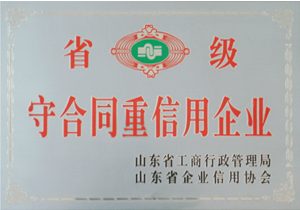 省级
守合同重信用企业
山东省工商行政管理局
山东省企业信用协会